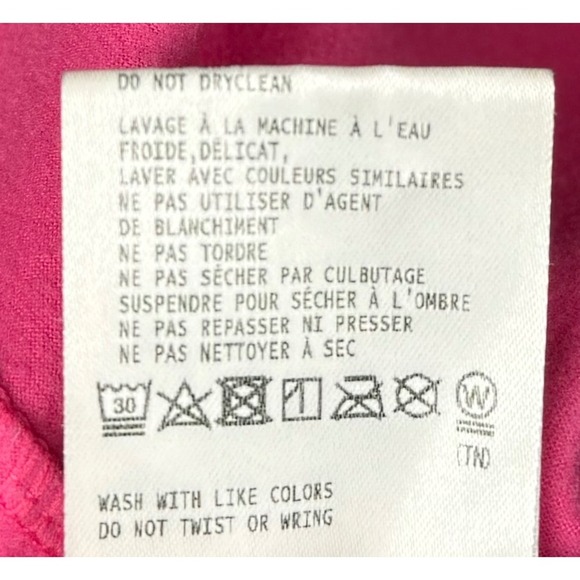 DO NOT DRYCLEAN
LAVAGE À LA MACHINE À L'EAU
FROIDE,DÉLICAT,
LAVER AVEC COULEURS SIMILAIRES
NE PAS UTILISER D'AGENT
DE BLANCHIMENT
NE PAS TORDRE
NE PAS SÉCHER PAR CULBUTAGE
SUSPENDRE POUR SÉCHER À L'OMBRE
NE PAS REPASSER NI PRESSER
NE PAS NETTOYER À SEC
30 W
(TN)
WASH WITH LIKE COLORS
DO NOT TWIST OR WRING